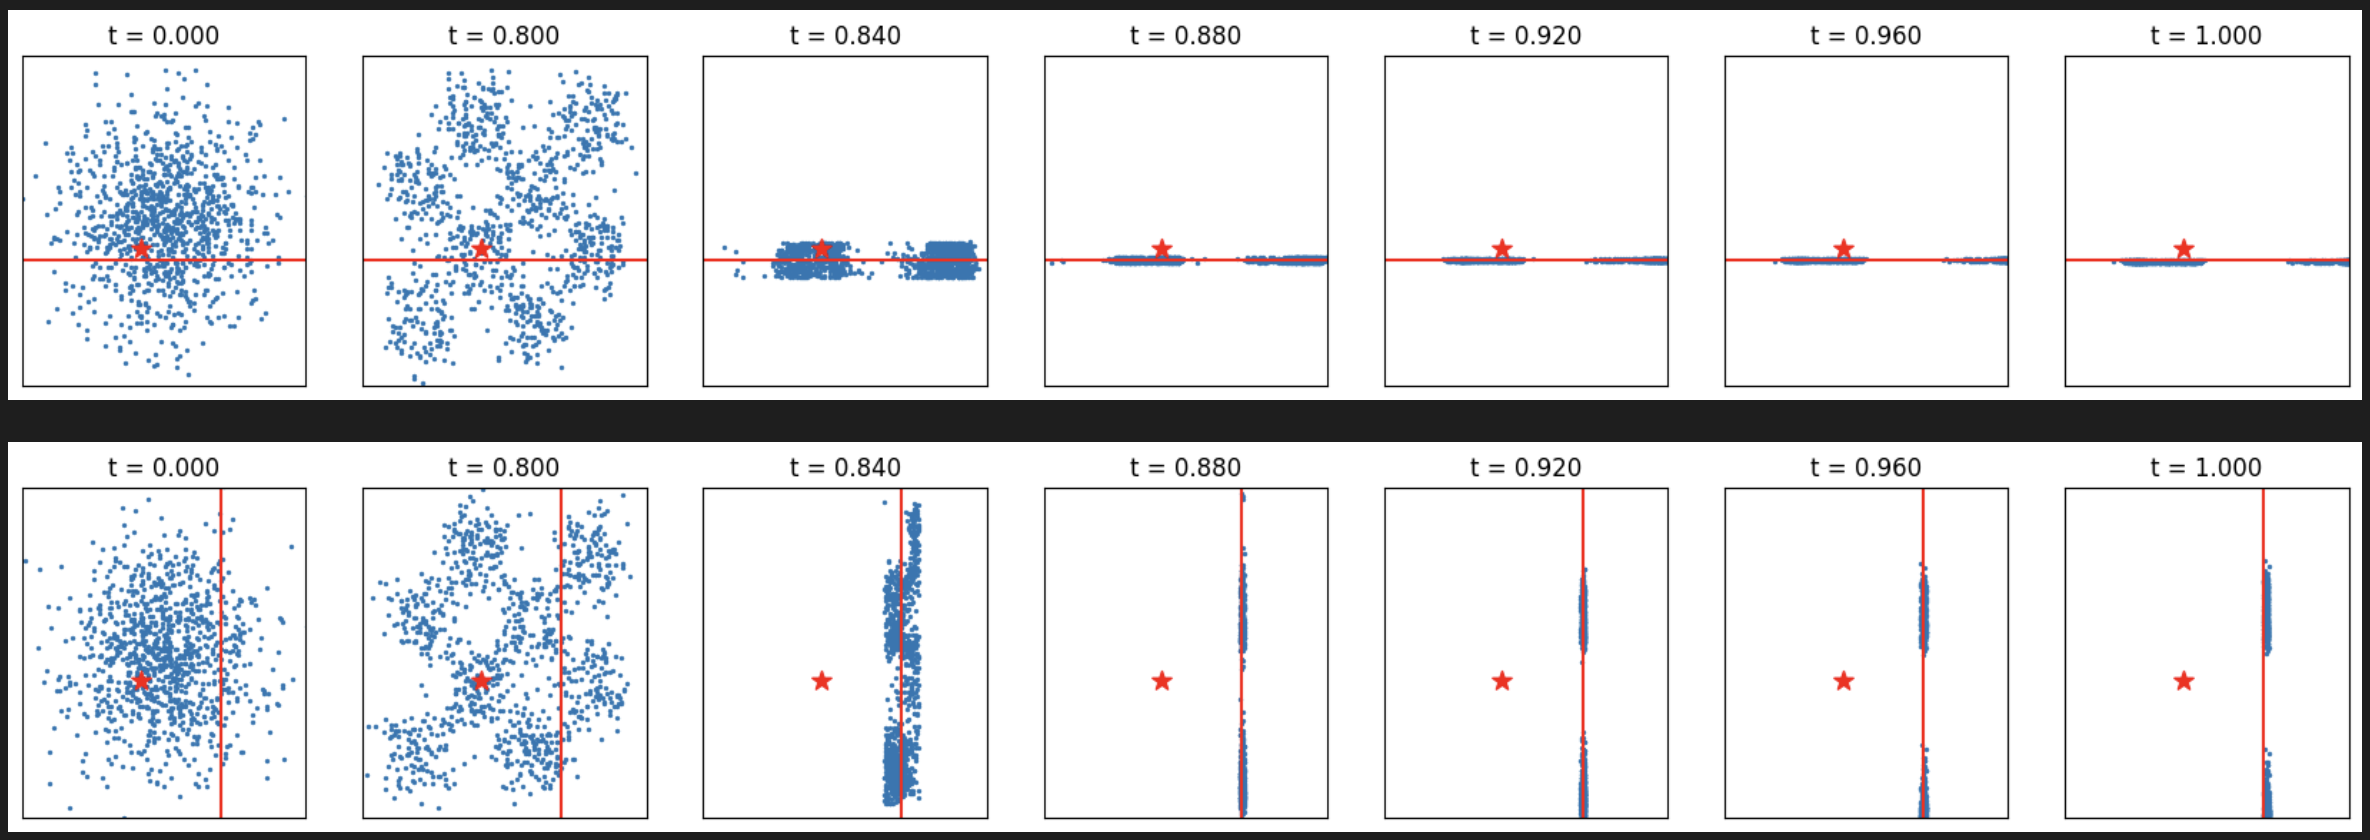 t = 0.000
t = 0.800
t = 0.840
t = 0.880
t = 0.920
t = 0.960
t = 1.000
t = 0.000
t = 0.800
t = 0.840
t = 0.880
t = 0.920
t = 0.960
t = 1.000